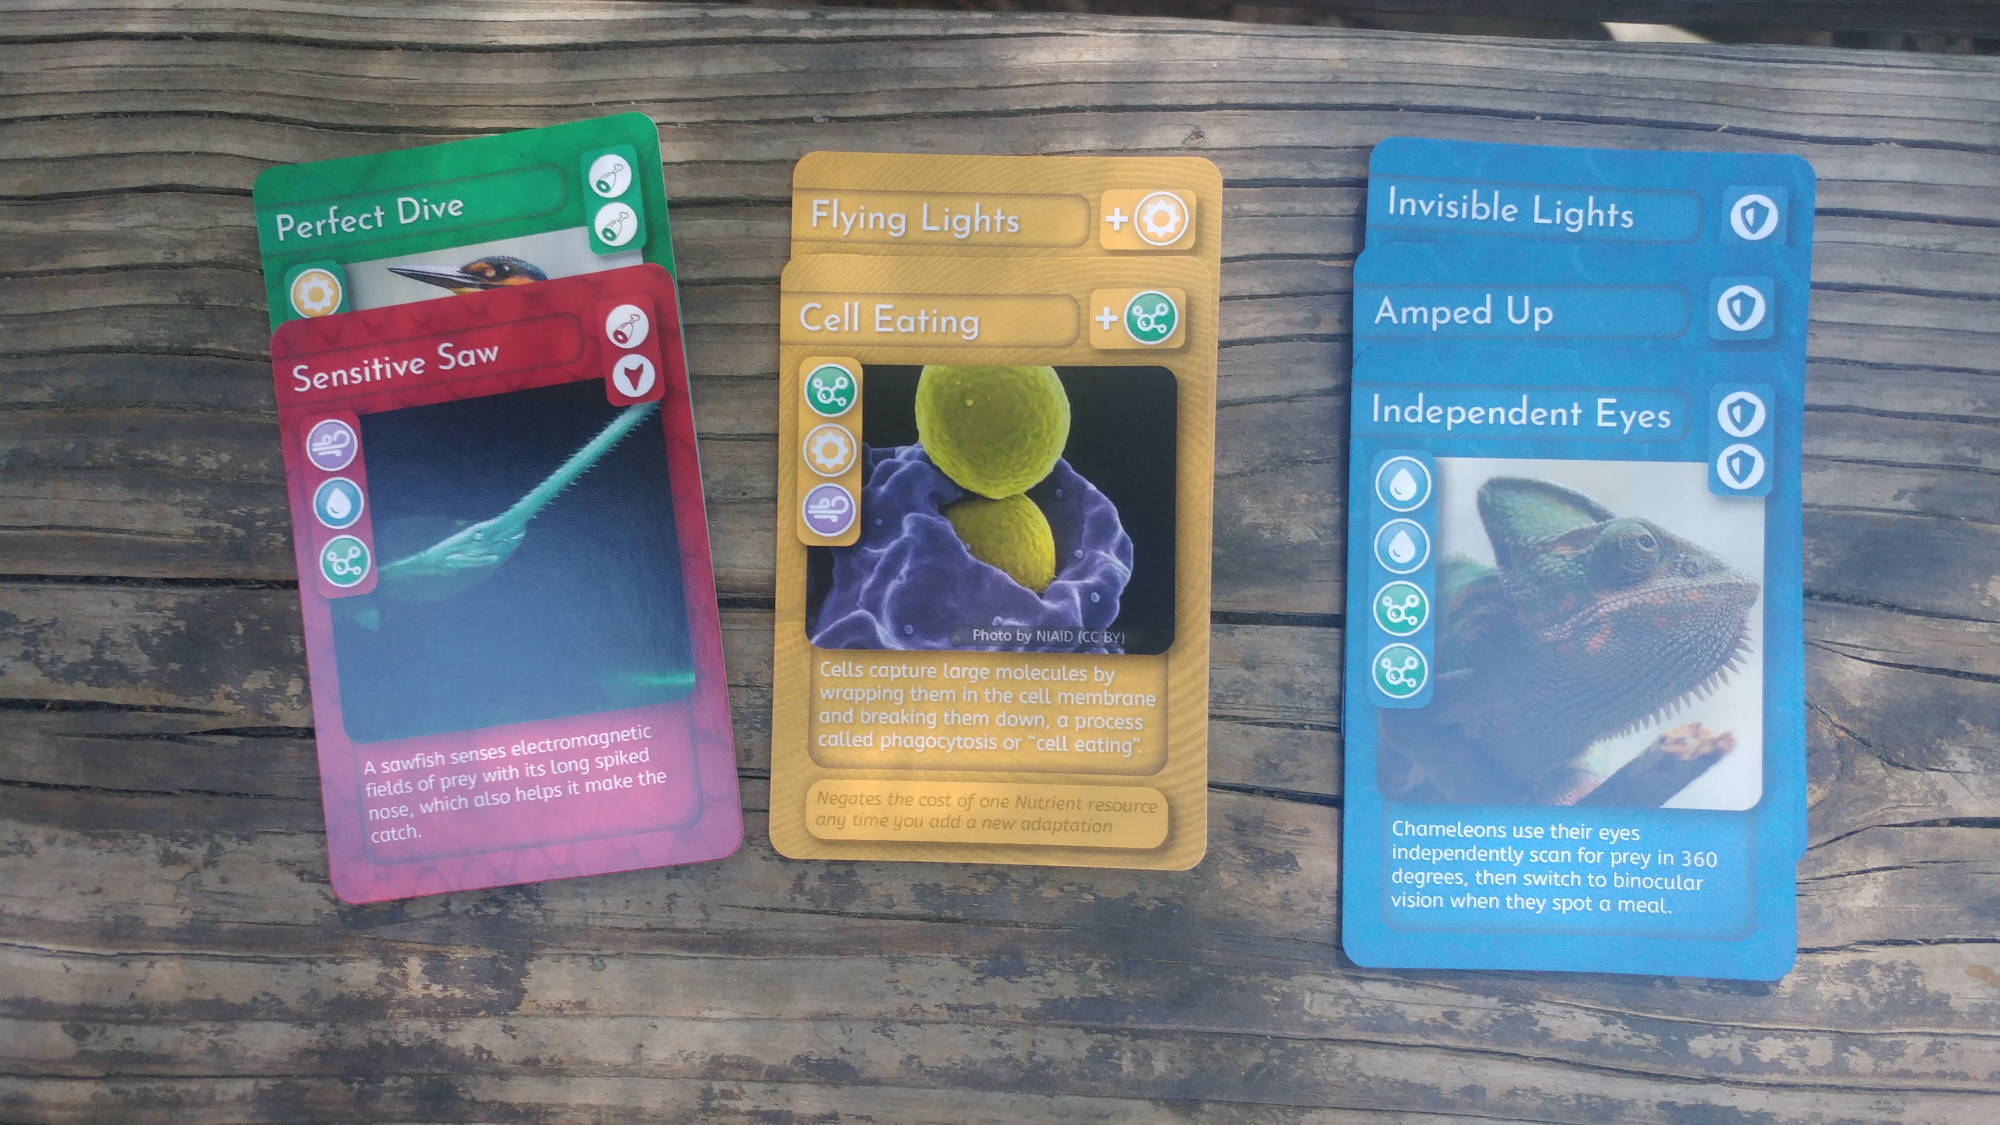 Perfect Dive
Sensitive Saw
A sawfish senses electromagnetic
fields of prey with its long spiked
nose, which also helps it make the
catch.
Flying Lights
+
Cell Eating
+
Photo by NIAID (CC BY)
Cells capture large molecules by
wrapping them in the cell membrane
and breaking them down, a process
called phagocytosis or “cell eating”.
Negates the cost of one Nutrient resource
any time you add a new adaptation
Invisible Lights
Amped Up
Independent Eyes
Chameleons use their eyes
independently scan for prey in 360
degrees, then switch to binocular
vision when they spot a meal.